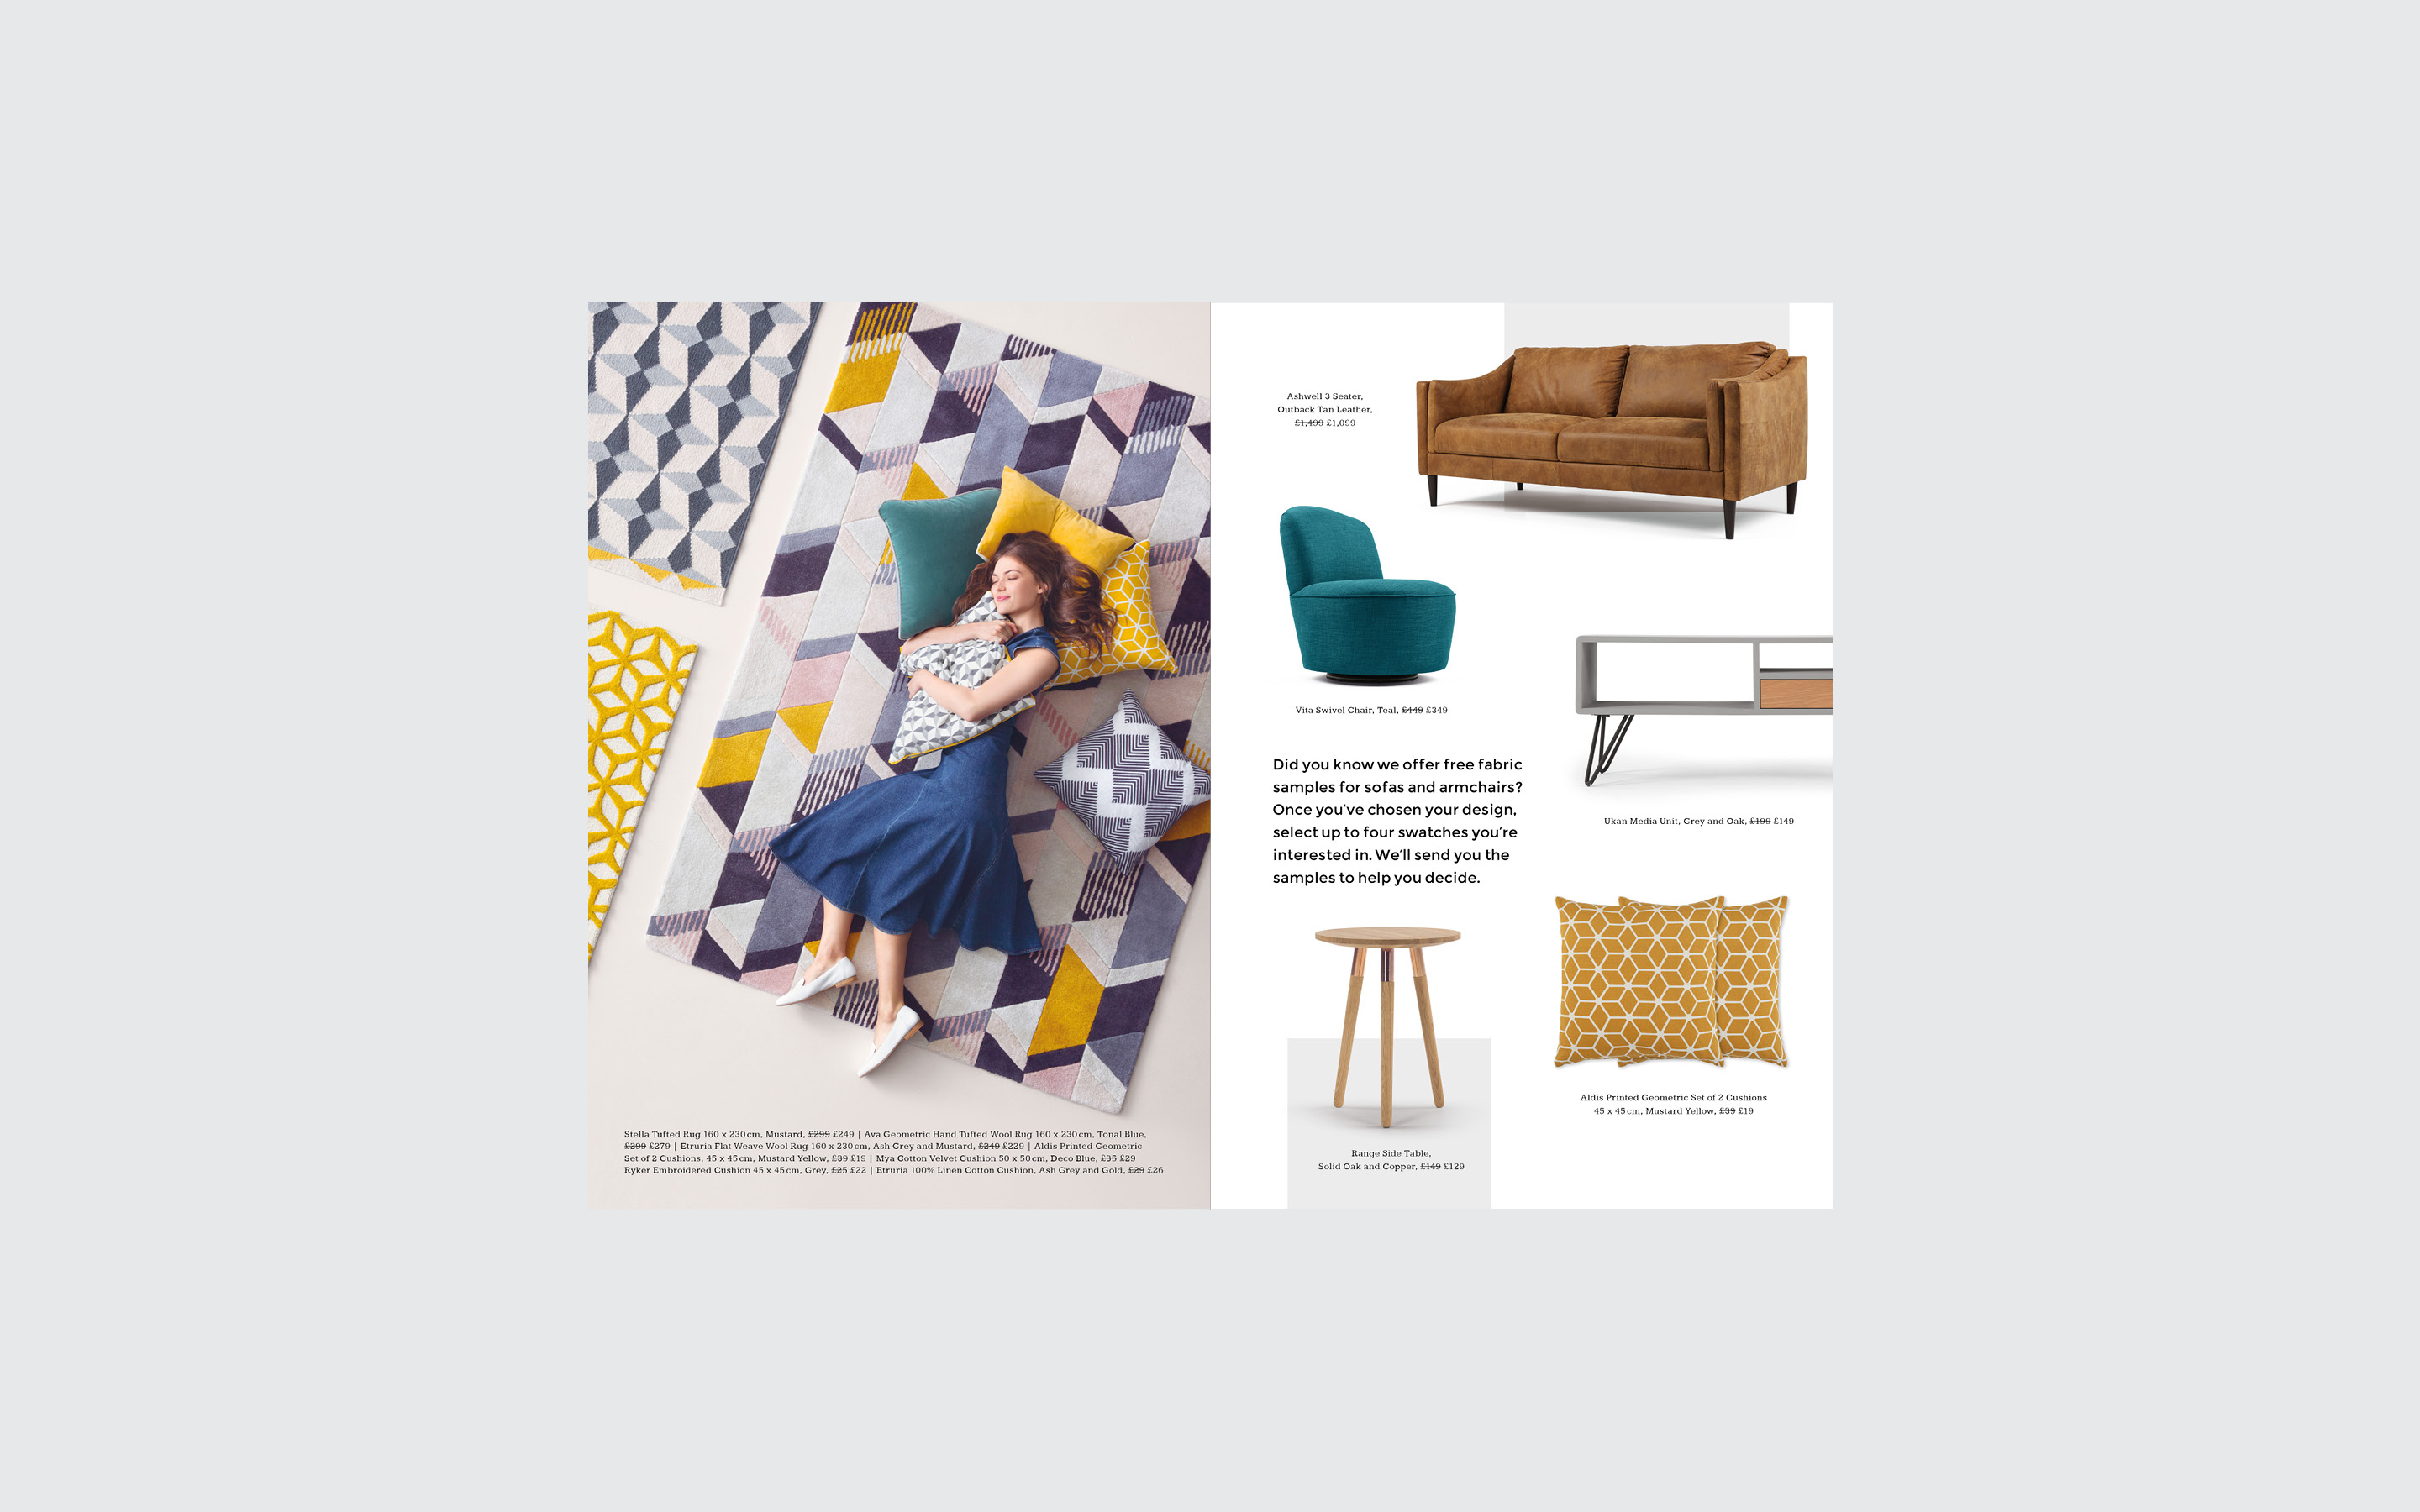 Stella Tufted Rug 160 x 230cm, Mustard, £299 £249 | Ava Geometric Hand Tufted Wool Rug 160 x 230cm, Tonal Blue,
£299 £279 | Etruria Flat Weave Wool Rug 160 x 230cm, Ash Grey and Mustard, £249 £229 | Aldis Printed Geometric
Set of 2 Cushions, 45 x 45cm, Mustard Yellow, £39 £19 | Mya Cotton Velvet Cushion 50 x 50cm, Deco Blue, £35 £29
Ryker Embroidered Cushion 45 x 45cm, Grey, £25 £22 | Etruria 100% Linen Cotton Cushion, Ash Grey and Gold, £29 £26
Ashwell 3 Seater,
Outback Tan Leather,
£1,499 £1,099
Vita Swivel Chair, Teal, £449 £349
Did you know we offer free fabric
samples for sofas and armchairs?
Once you've chosen your design,
select up to four swatches you're
interested in. We'll send you the
samples to help you decide.
Ukan Media Unit, Grey and Oak, £199 £149
Aldis Printed Geometric Set of 2 Cushions
45 x 45cm, Mustard Yellow, £39 £19
Range Side Table,
Solid Oak and Copper, £149 £129